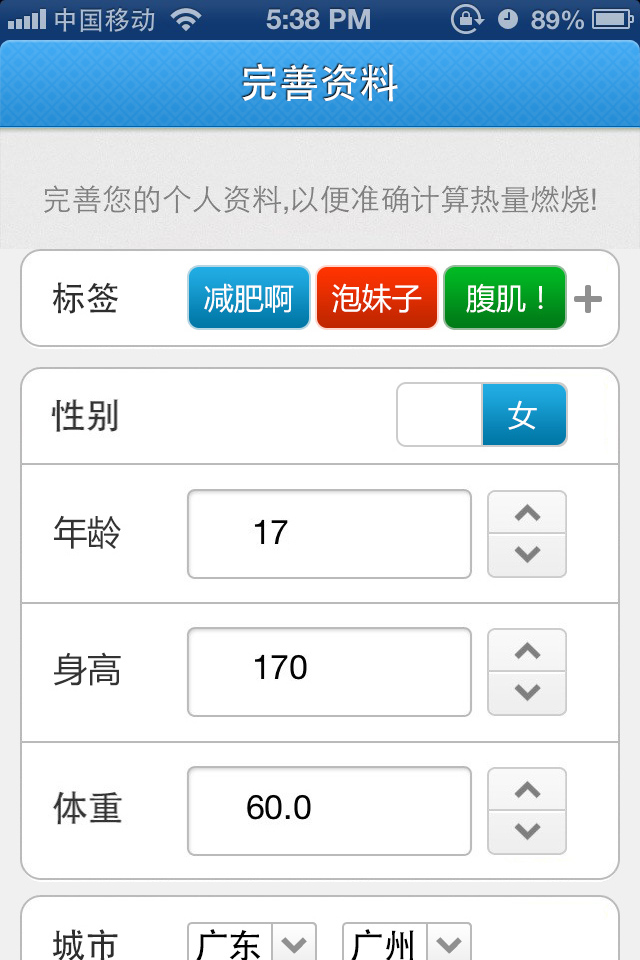 中国移动 5:38 PM 89%
完善资料
完善您的个人资料,以便准确计算热量燃烧!
标签 减肥啊 泡妹子 腹肌！
性别 女
年龄 17
身高 170
体重 60.0
城市 广东 广州